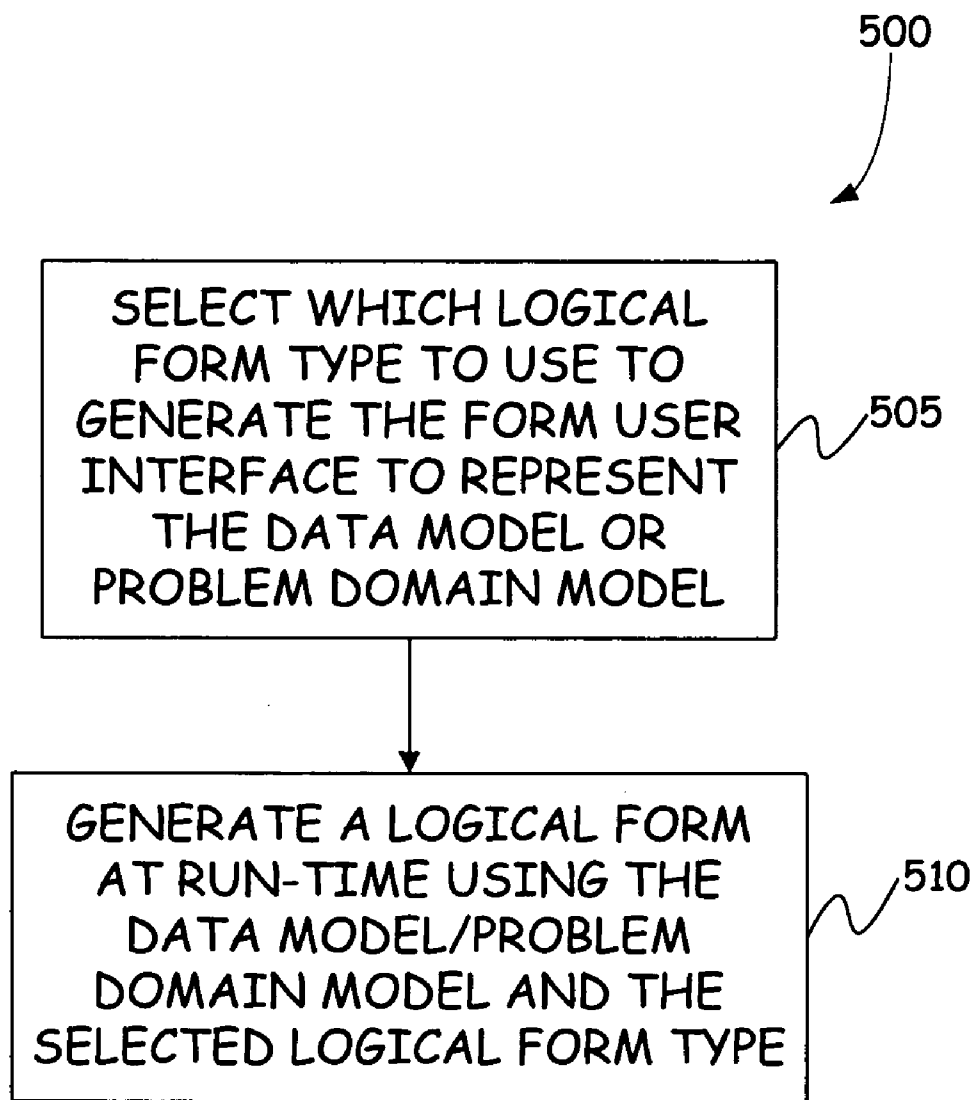 500
SELECT WHICH LOGICAL
FORM TYPE TO USE TO
GENERATE THE FORM USER
INTERFACE TO REPRESENT
THE DATA MODEL OR
PROBLEM DOMAIN MODEL
505
GENERATE A LOGICAL FORM
AT RUN-TIME USING THE
DATA MODEL/PROBLEM
DOMAIN MODEL AND THE
SELECTED LOGICAL FORM TYPE
510